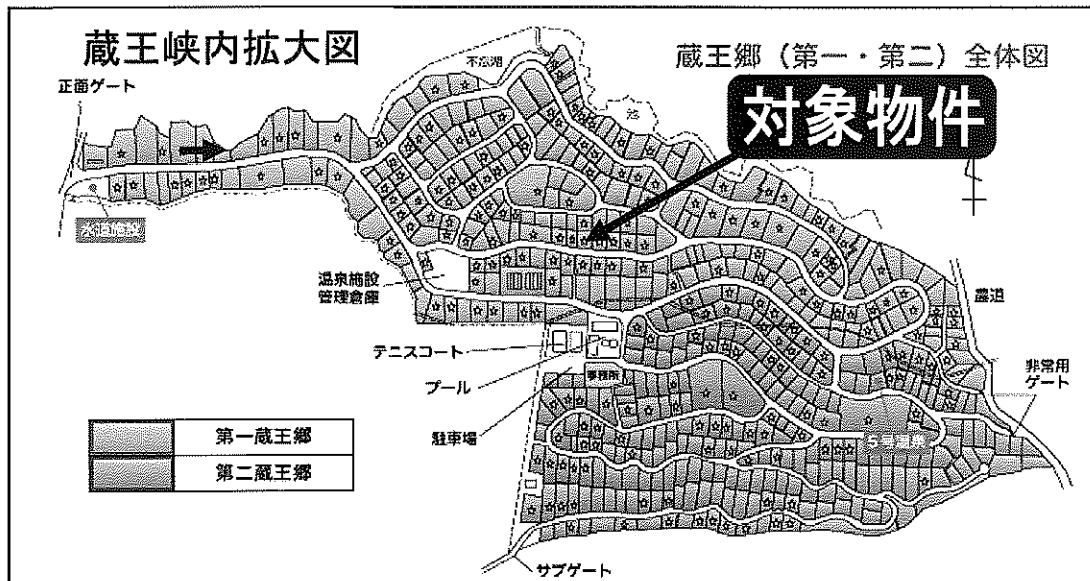 蔵王峡内拡大図
蔵王郷（第一・第二）全体図
対象物件
正面ゲート
不忘湖
池
水道施設
温泉施設
管理倉庫
農道
テニスコート
非常用
ゲート
プール
事務所
駐車場
5号温泉
第一蔵王郷
第二蔵王郷
サブゲート